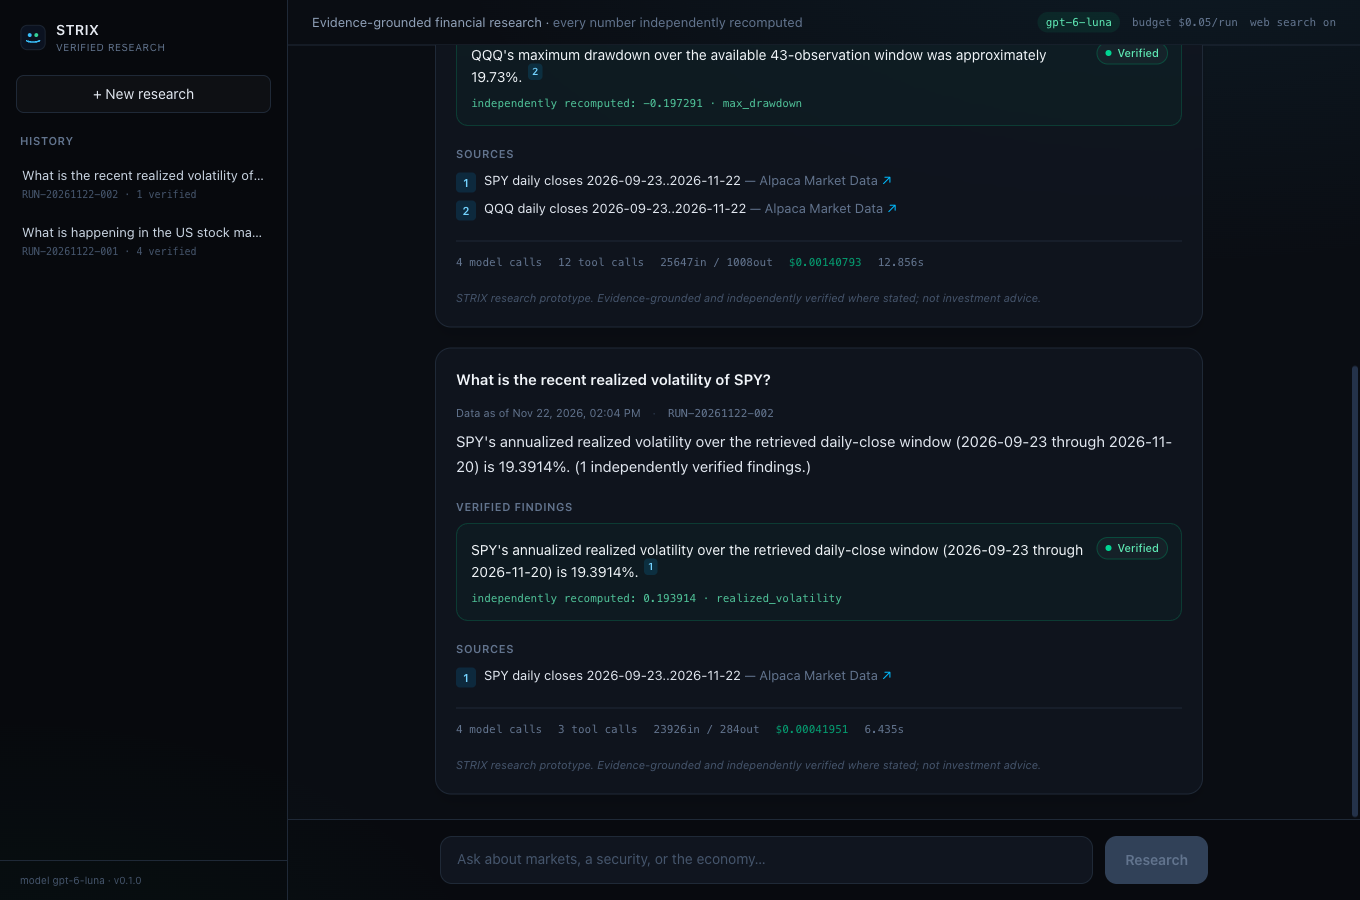 STRIX
VERIFIED RESEARCH
+ New research
HISTORY
What is the recent realized volatility of...
RUN-20261122-002 · 1 verified
What is happening in the US stock ma...
RUN-20261122-001 · 4 verified
model gpt-6-luna · v0.1.0
Evidence-grounded financial research · every number independently recomputed
gpt-6-luna budget $0.05/run web search on
QQQ's maximum drawdown over the available 43-observation window was approximately
19.73%. 2
Verified
independently recomputed: -0.197291 · max_drawdown
SOURCES
1 SPY daily closes 2026-09-23..2026-11-22 — Alpaca Market Data ↗
2 QQQ daily closes 2026-09-23..2026-11-22 — Alpaca Market Data ↗
4 model calls 12 tool calls 25647in / 1008out $0.00140793 12.856s
STRIX research prototype. Evidence-grounded and independently verified where stated; not investment advice.
What is the recent realized volatility of SPY?
Data as of Nov 22, 2026, 02:04 PM · RUN-20261122-002
SPY's annualized realized volatility over the retrieved daily-close window (2026-09-23 through 2026-11-
20) is 19.3914%. (1 independently verified findings.)
VERIFIED FINDINGS
SPY's annualized realized volatility over the retrieved daily-close window (2026-09-23 through
2026-11-20) is 19.3914%. 1
Verified
independently recomputed: 0.193914 · realized_volatility
SOURCES
1 SPY daily closes 2026-09-23..2026-11-22 — Alpaca Market Data ↗
4 model calls 3 tool calls 23926in / 284out $0.00041951 6.435s
STRIX research prototype. Evidence-grounded and independently verified where stated; not investment advice.
Ask about markets, a security, or the economy...
Research